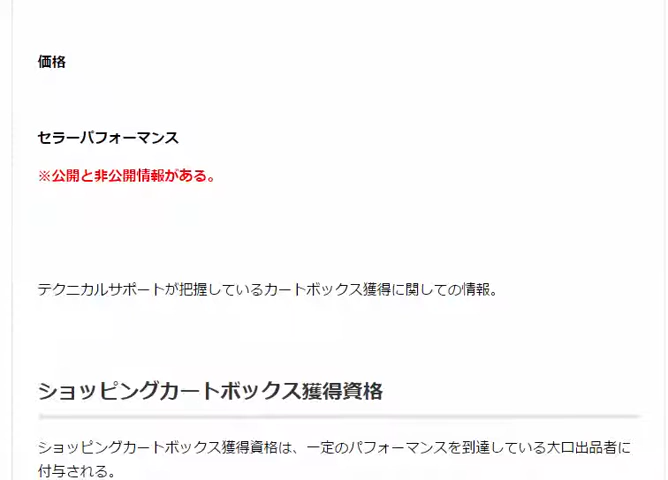 価格
セラーパフォーマンス
※公開と非公開情報がある。
テクニカルサポートが把握しているカートボックス獲得に関しての情報。
ショッピングカートボックス獲得資格
ショッピングカートボックス獲得資格は、一定のパフォーマンスを到達している大口出品者に
付与される。